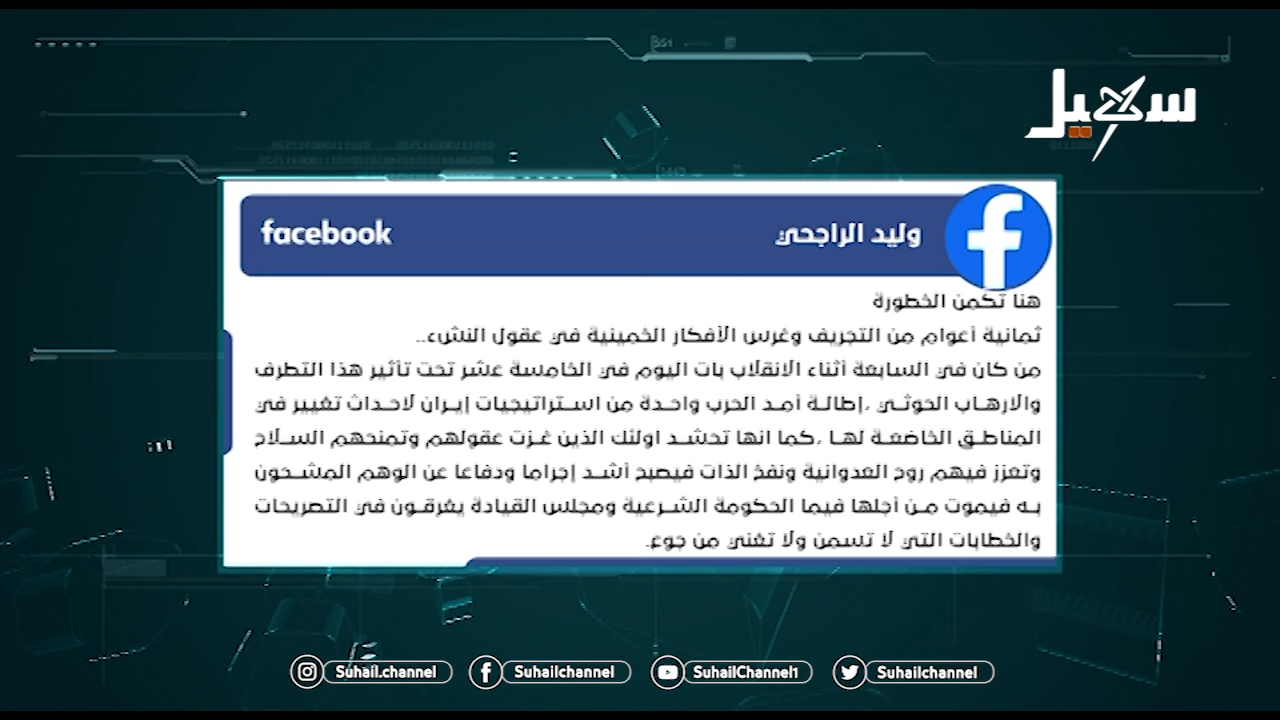 سهيل
facebook
وليد الراجحي
هنا تكمن الخطورة
ثمانية أعوام من التجريف وغرس الأفكار الخمينية في عقول النشء..
من كان في السابعة أثناء الانقلاب بات اليوم في الخامسة عشر تحت تأثير هذا التطرف
والارهاب الحوثي ،إطالة أمد الحرب واحدة من استراتيجيات إيران لاحداث تغيير في
المناطق الخاضعة لها ،كما انها تحشد اولئك الذين غزت عقولهم وتمنحهم السلاح
وتعزز فيهم روح العدوانية ونفخ الذات فيصبح أشد إجراما ودفاعا عن الوهم المشحون
به فيموت من أجلها فيما الحكومة الشرعية ومجلس القيادة يغرقون في التصريحات
والخطابات التي لا تسمن ولا تغني من جوع.
Suhail.channel
Suhailchannel
SuhailChannel1
Suhailchannel